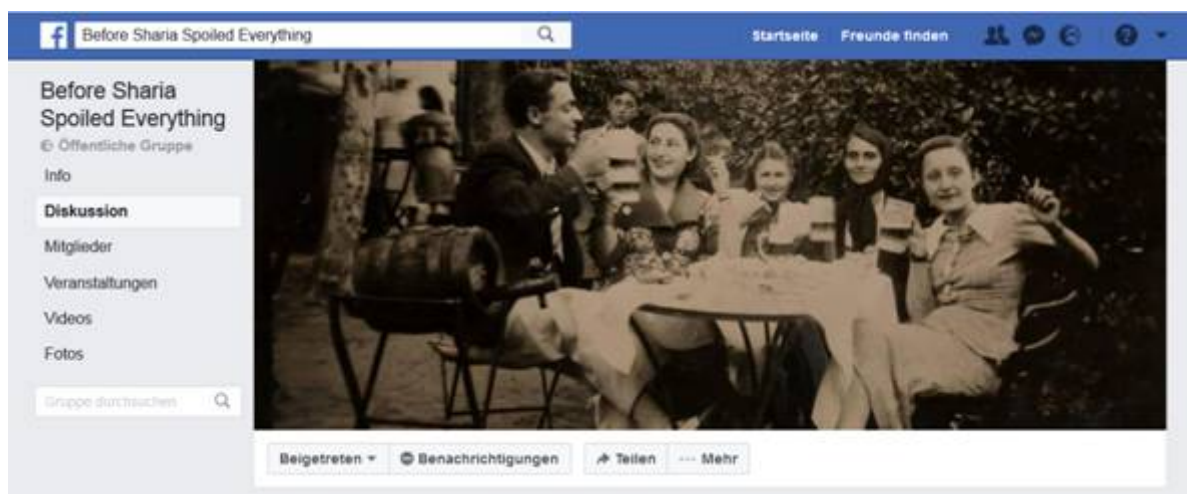 Before Sharia Spoiled Everything
Startseite Freunde finden
Before Sharia
Spoiled Everything
Öffentliche Gruppe
Info
Diskussion
Mitglieder
Veranstaltungen
Videos
Fotos
Gruppe durchsuchen
Beigetreten Benachrichtigungen Teilen ··· Mehr